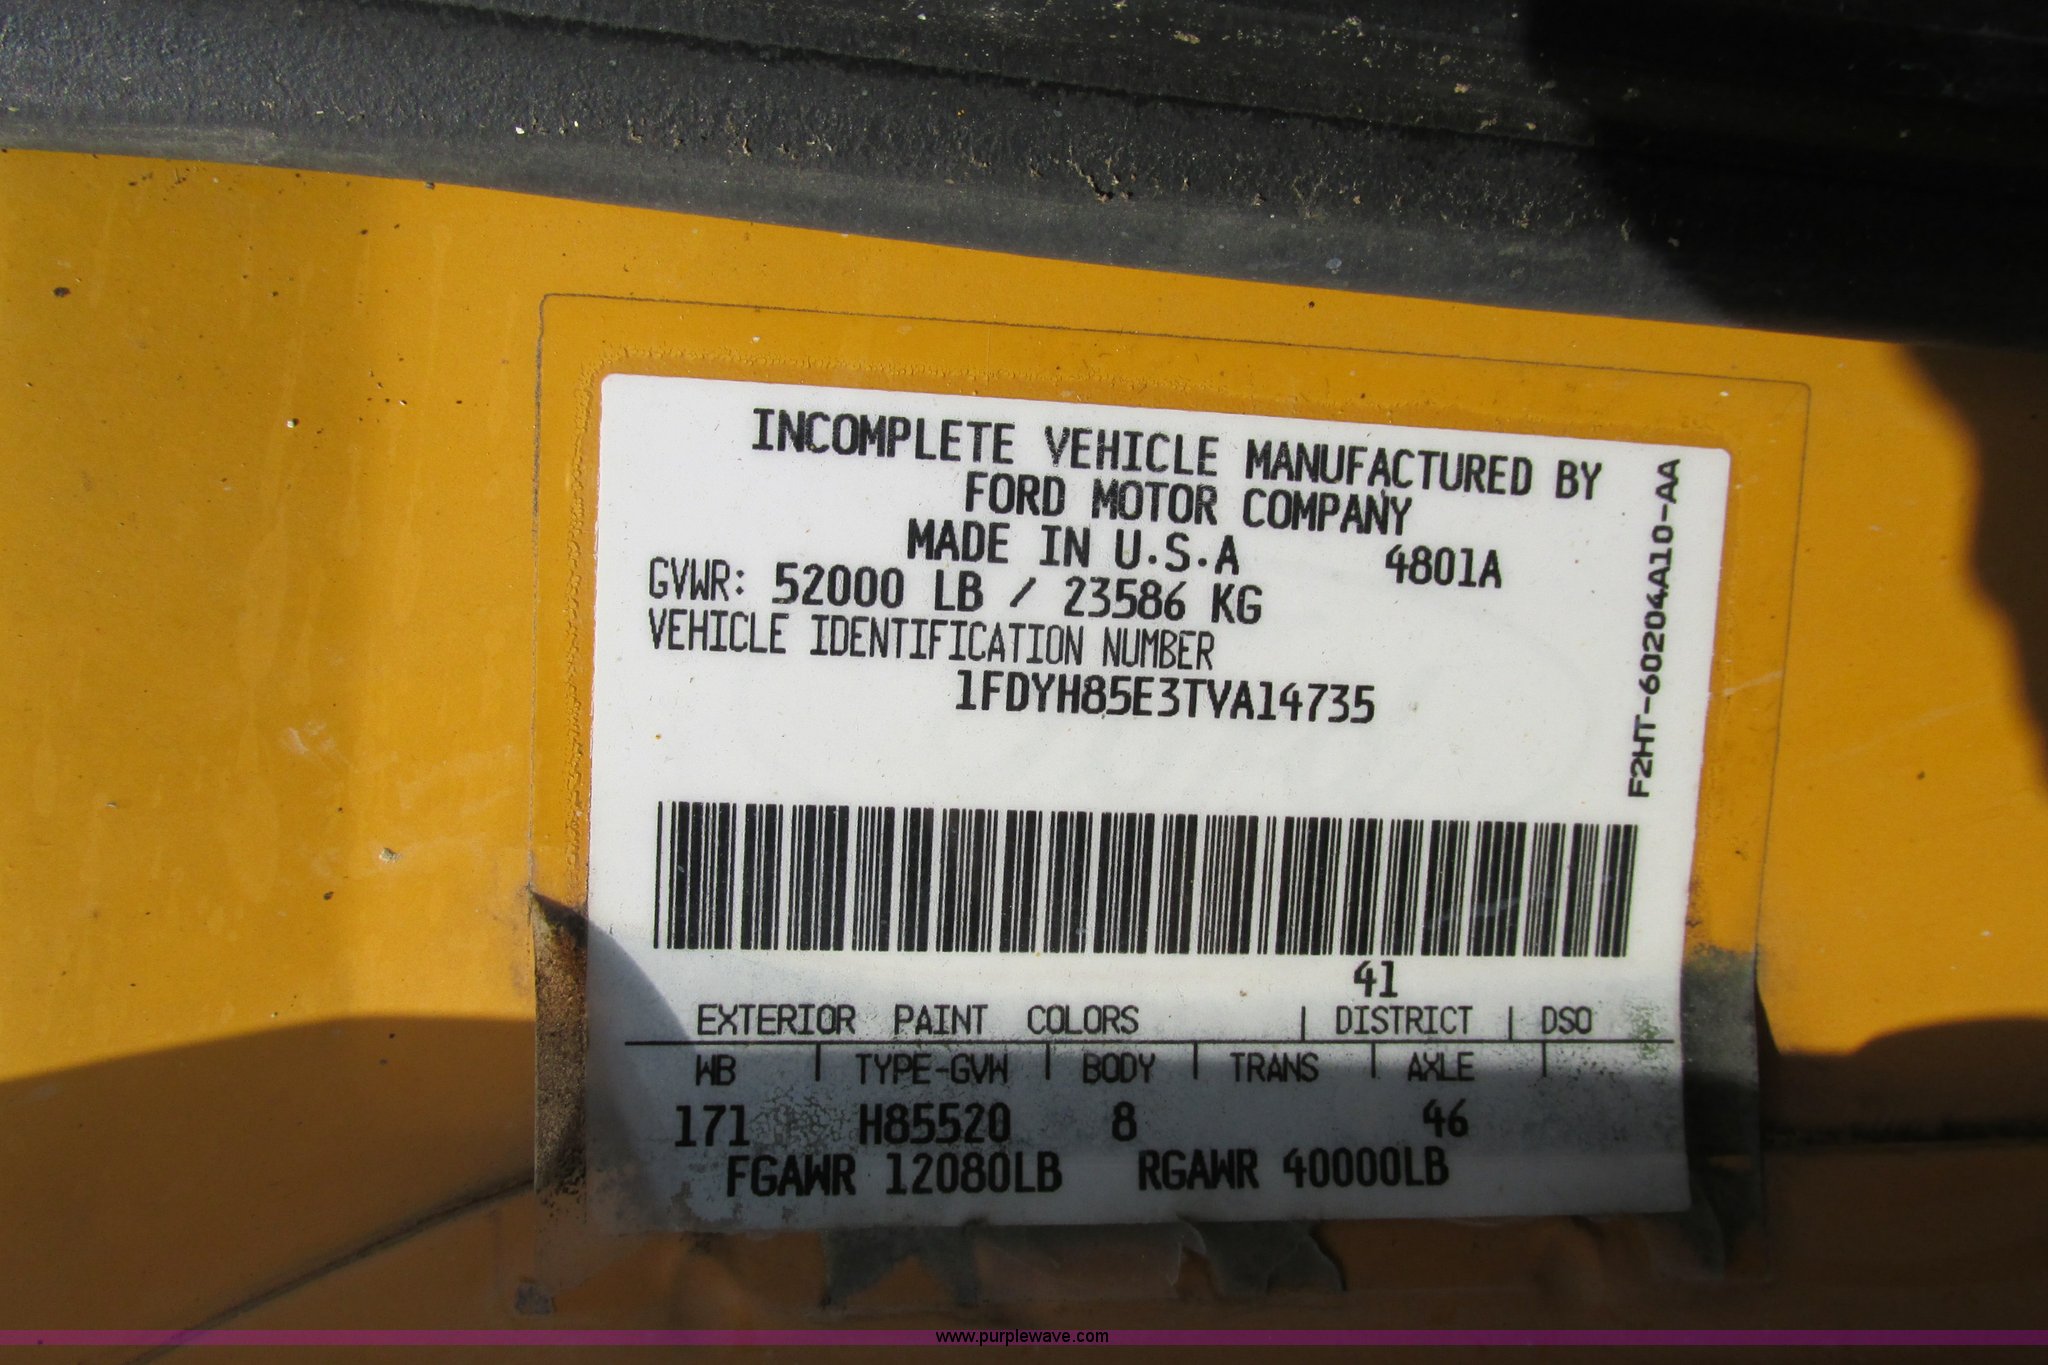 INCOMPLETE VEHICLE MANUFACTURED BY
FORD MOTOR COMPANY
MADE IN U.S.A 4801A
GVWR: 52000 LB / 23586 KG
VEHICLE IDENTIFICATION NUMBER
1FDYH85E3TVA14735
F2HT-60204A10-AA
41
EXTERIOR PAINT COLORS | DISTRICT | DSO
WB | TYPE-GVW | BODY | TRANS | AXLE |
171 H85520 8 46
FGAWR 12080LB RGAWR 40000LB
www.purplewave.com